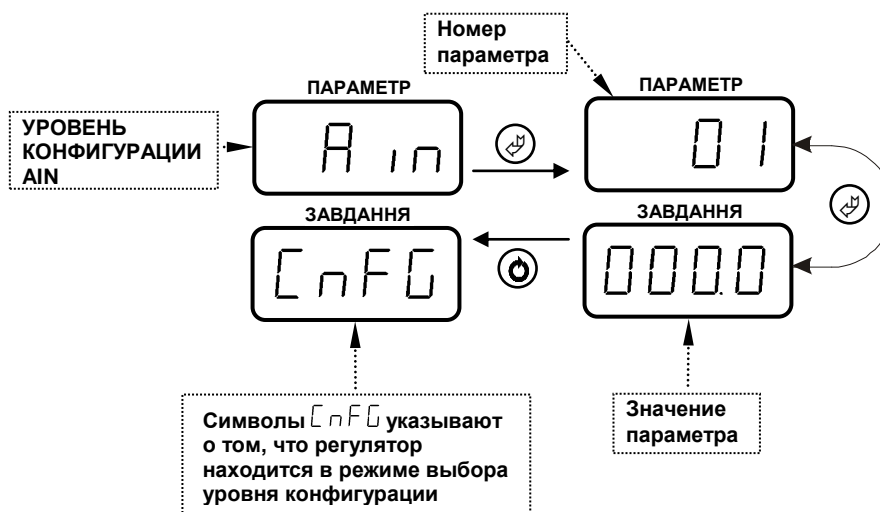 Номер
параметра
ПАРАМЕТР
ПАРАМЕТР
УРОВЕНЬ
КОНФИГУРАЦИИ
AIN
A in
01
ЗАВДАННЯ
ЗАВДАННЯ
CnFG
000.0
Символы CnFG указывают
о том, что регулятор
находится в режиме выбора
уровня конфигурации
Значение
параметра